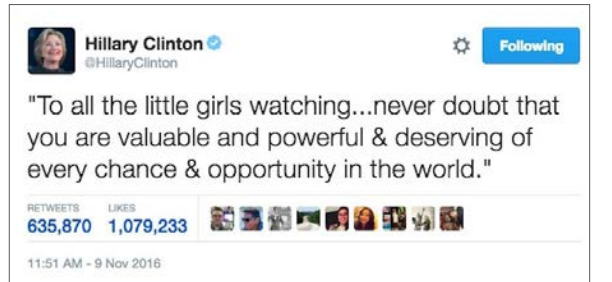 Hillary Clinton
@HillaryClinton
Following
"To all the little girls watching...never doubt that
you are valuable and powerful & deserving of
every chance & opportunity in the world."
RETWEETS LIKES
635,870 1,079,233
11:51 AM - 9 Nov 2016